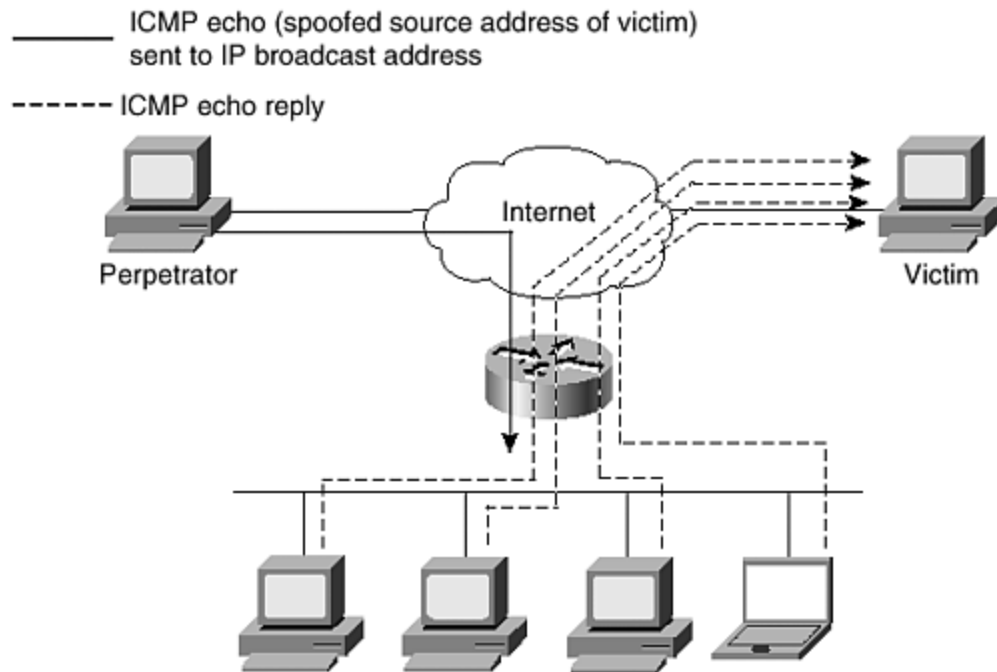 ICMP echo (spoofed source address of victim)
sent to IP broadcast address
ICMP echo reply
Internet
Perpetrator
Victim